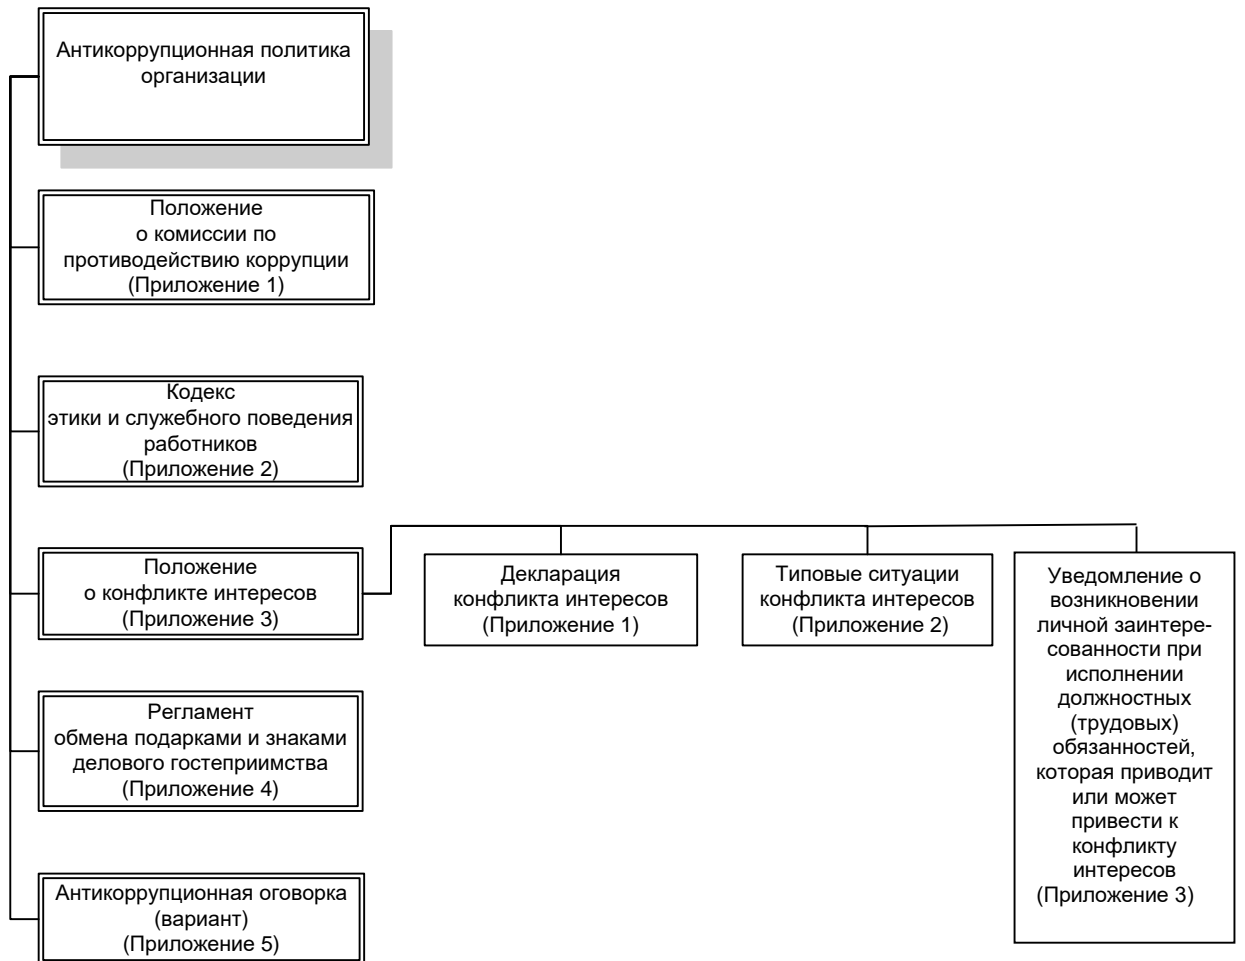 Антикоррупционная политика
организации
Положение
о комиссии по
противодействию коррупции
(Приложение 1)
Кодекс
этики и служебного поведения
работников
(Приложение 2)
Положение
о конфликте интересов
(Приложение 3)
Декларация
конфликта интересов
(Приложение 1)
Типовые ситуации
конфликта интересов
(Приложение 2)
Уведомление о
возникновении
личной заинтере-
сованности при
исполнении
должностных
(трудовых)
обязанностей,
которая приводит
или может
привести к
конфликту
интересов
(Приложение 3)
Регламент
обмена подарками и знаками
делового гостеприимства
(Приложение 4)
Антикоррупционная оговорка
(вариант)
(Приложение 5)